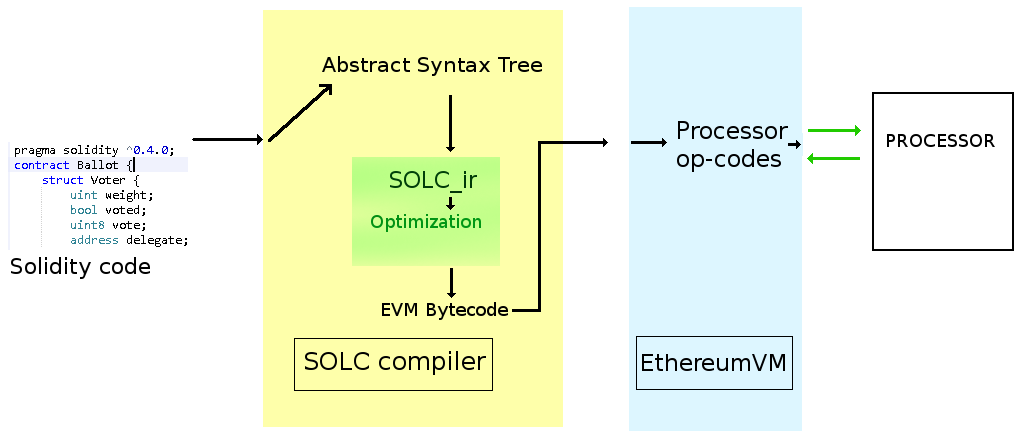 pragma solidity ^0.4.0;
contract Ballot {
struct Voter {
uint weight;
bool voted;
uint8 vote;
address delegate;
Solidity code
Abstract Syntax Tree
SOLC_ir
Optimization
EVM Bytecode
SOLC compiler
Processor
op-codes
EthereumVM
PROCESSOR